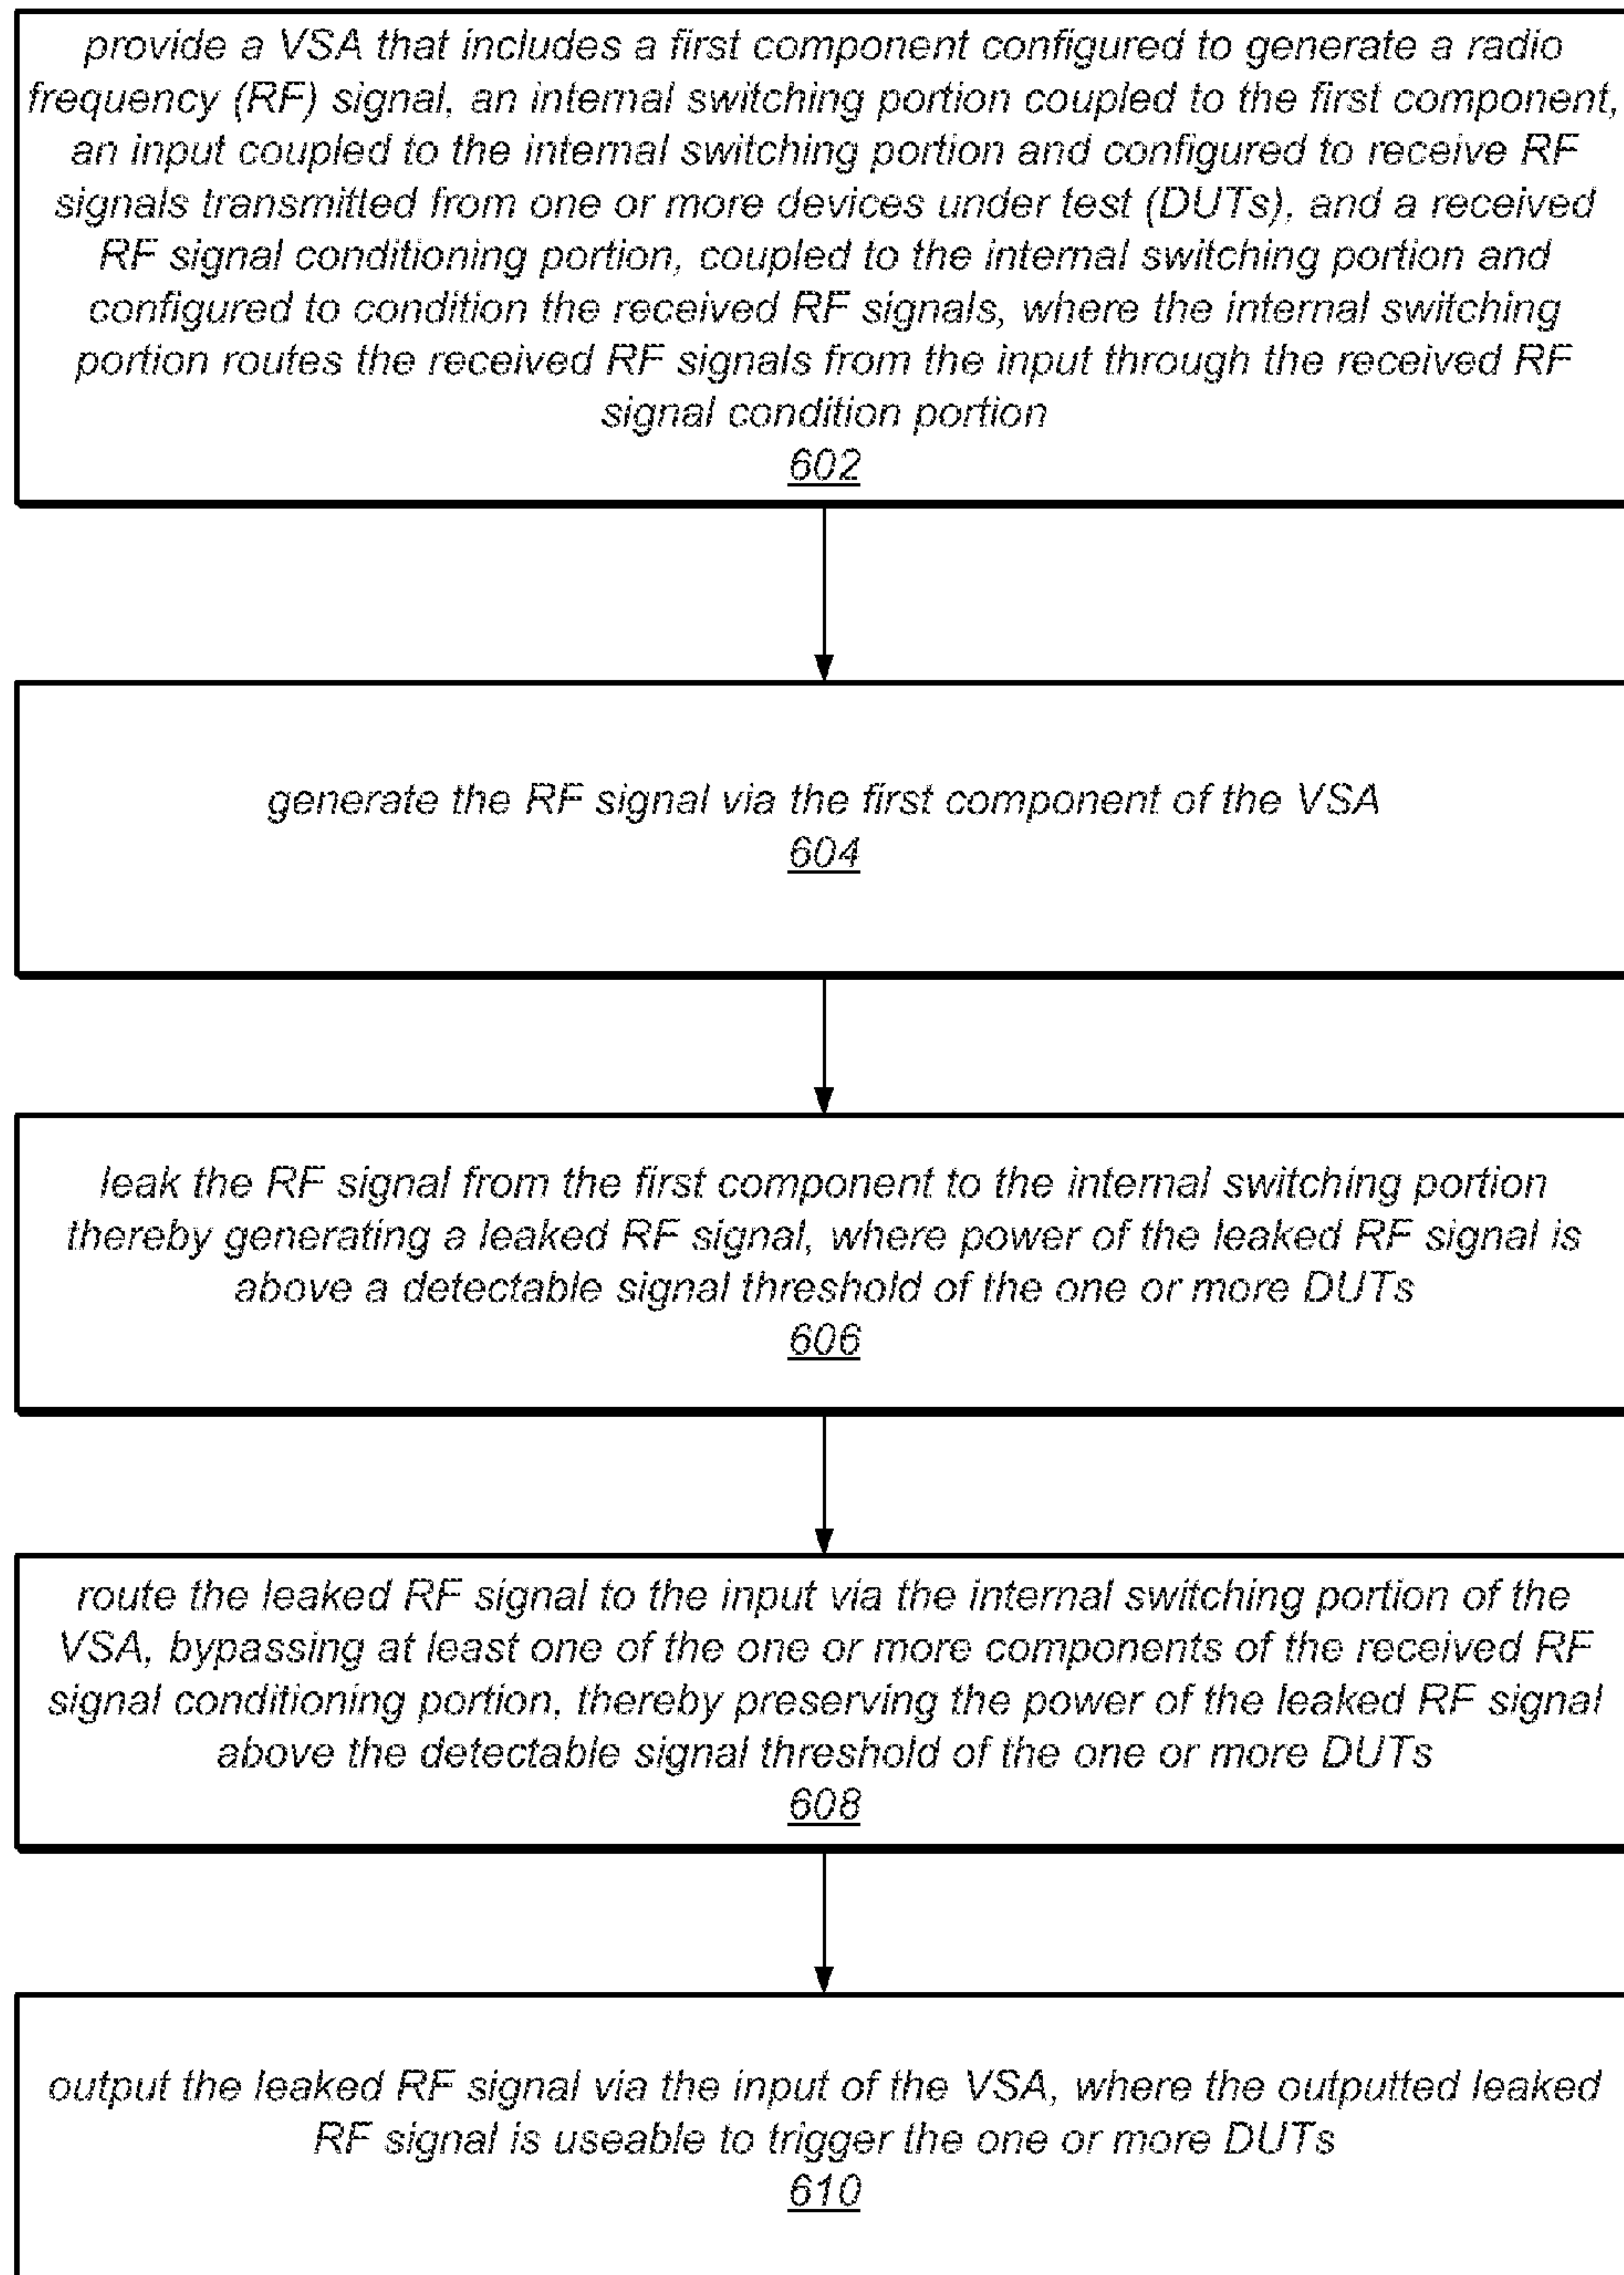 provide a VSA that includes a first component configured to generate a radio
frequency (RF) signal, an internal switching portion coupled to the first component,
an input coupled to the internal switching portion and configured to receive RF
signals transmitted from one or more devices under test (DUTs), and a received
RF signal conditioning portion, coupled to the internal switching portion and
configured to condition the received RF signals, where the internal switching
portion routes the received RF signals from the input through the received RF
signal condition portion
602
generate the RF signal via the first component of the VSA
604
leak the RF signal from the first component to the internal switching portion
thereby generating a leaked RF signal, where power of the leaked RF signal is
above a detectable signal threshold of the one or more DUTs
606
route the leaked RF signal to the input via the internal switching portion of the
VSA, bypassing at least one of the one or more components of the received RF
signal conditioning portion, thereby preserving the power of the leaked RF signal
above the detectable signal threshold of the one or more DUTs
608
output the leaked RF signal via the input of the VSA, where the outputted leaked
RF signal is useable to trigger the one or more DUTs
610